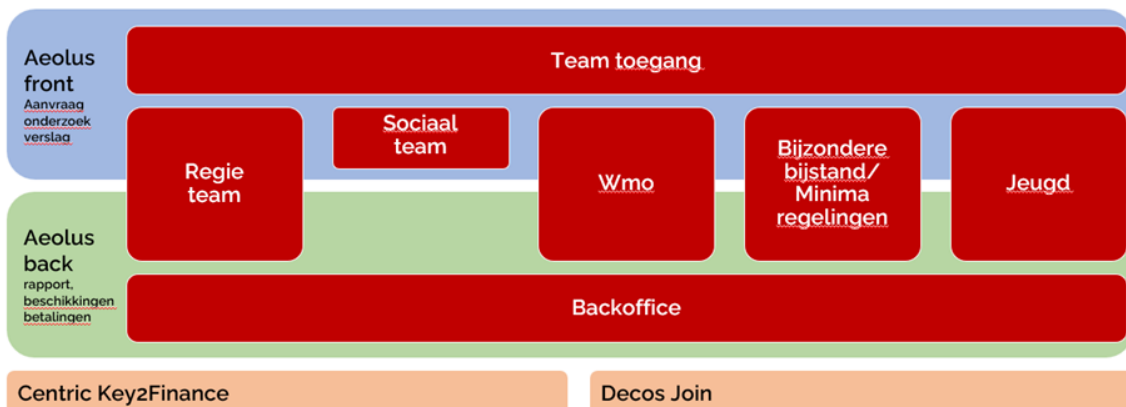 Aeolus
front
Aanvraag
onderzoek
verslag
Team toegang
Regie
team
Sociaal
team
Wmo
Bijzondere
bijstand/
Minima
regelingen
Jeugd
Aeolus
back
rapport,
beschikkingen
betalingen
Backoffice
Centric Key2Finance
Decos Join